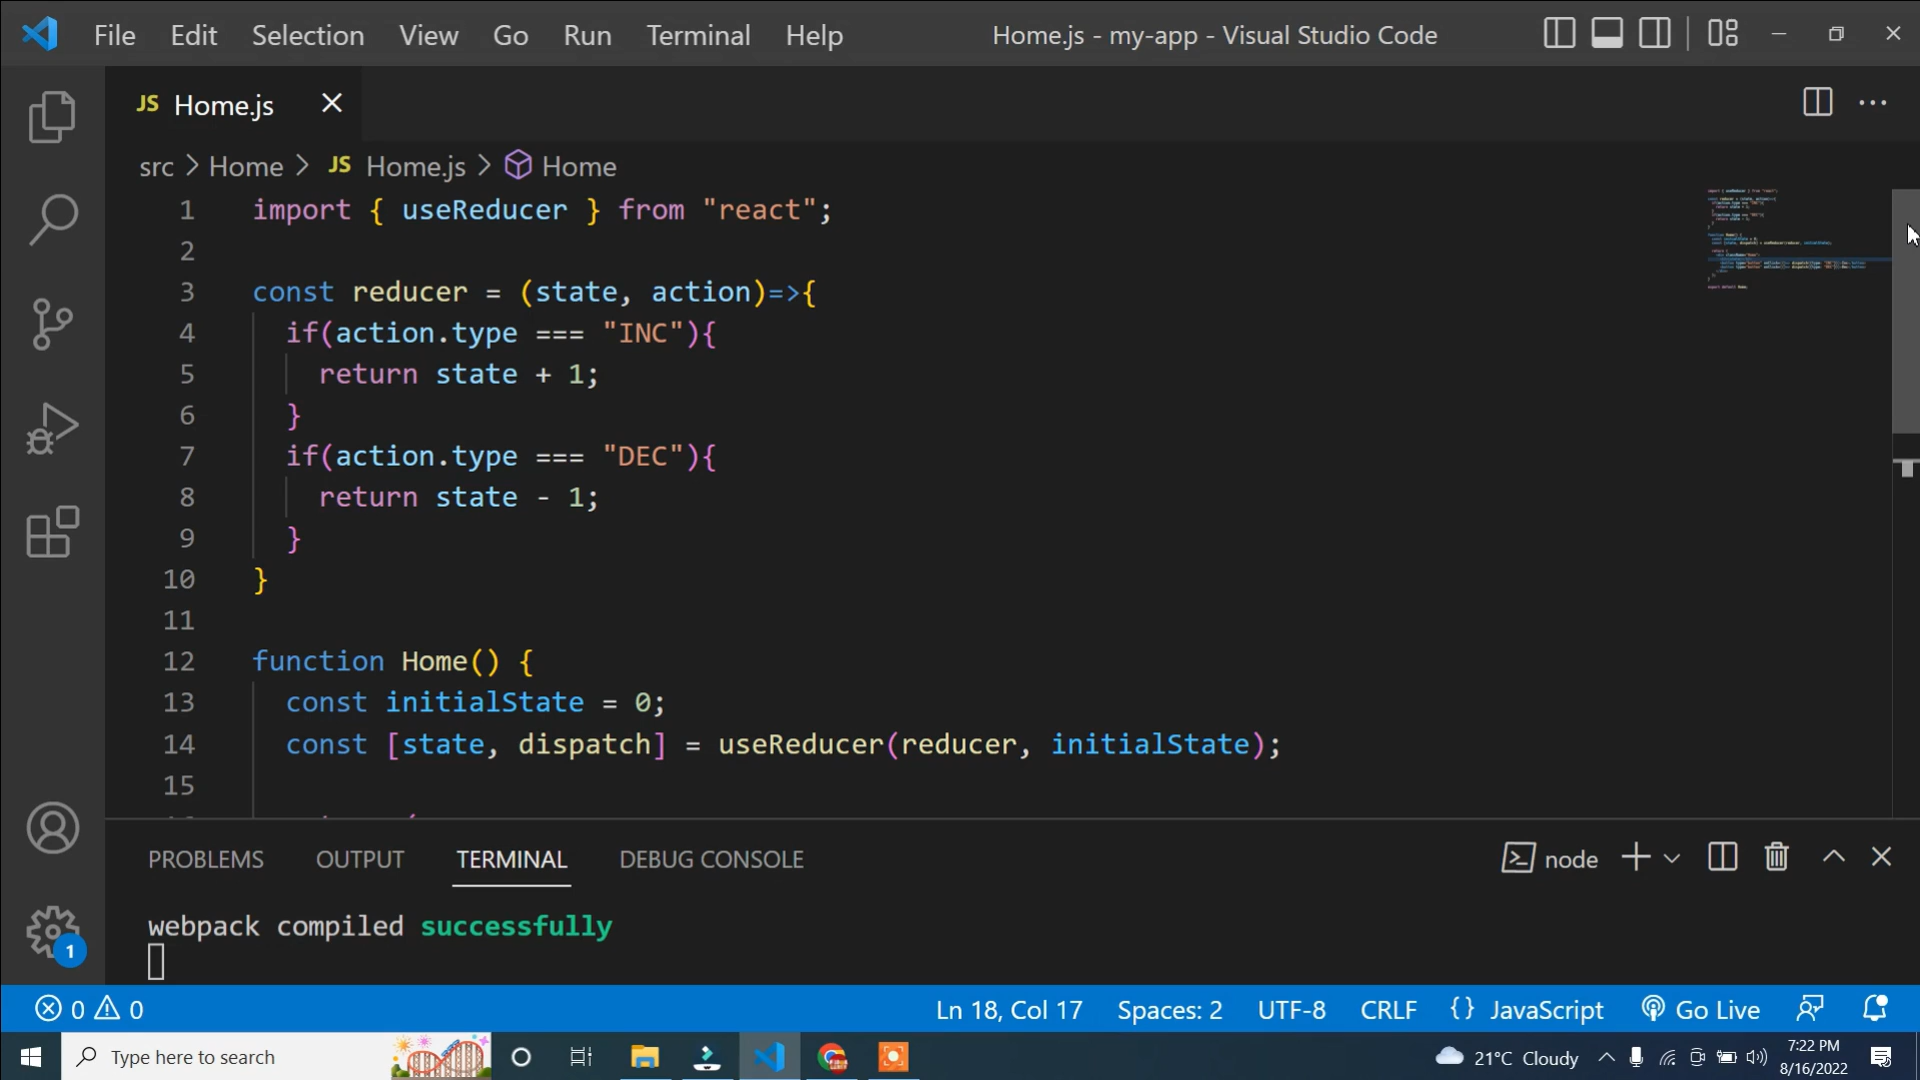 File Edit Selection View Go Run Terminal Help Home.js - my-app - Visual Studio Code
JS Home.js
src > Home > JS Home.js > Home
1 import { useReducer } from "react";
2
3 const reducer = (state, action)=>{
4 if(action.type === "INC"){
5 return state + 1;
6 }
7 if(action.type === "DEC"){
8 return state - 1;
9 }
10 }
11
12 function Home() {
13 const initialState = 0;
14 const [state, dispatch] = useReducer(reducer, initialState);
15
PROBLEMS OUTPUT TERMINAL DEBUG CONSOLE node
webpack compiled successfully
1
0 0 Ln 18, Col 17 Spaces: 2 UTF-8 CRLF {} JavaScript Go Live
Type here to search 21°C Cloudy 7:22 PM
8/16/2022